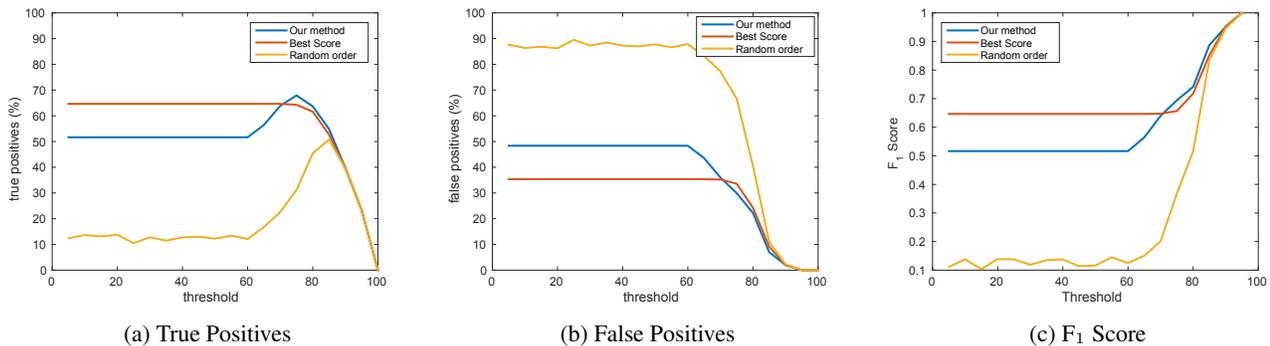 100
90
80
70
60
50
40
30
20
10
0
true positives (%)
Our method
Best Score
Random order
0 20 40 60 80 100
threshold
(a) True Positives
100
90
80
70
60
50
40
30
20
10
0
false positives (%)
Our method
Best Score
Random order
0 20 40 60 80 100
threshold
(b) False Positives
1
0.9
0.8
0.7
0.6
0.5
0.4
0.3
0.2
0.1
F1 Score
Our method
Best Score
Random order
0 20 40 60 80 100
Threshold
(c) F1 Score